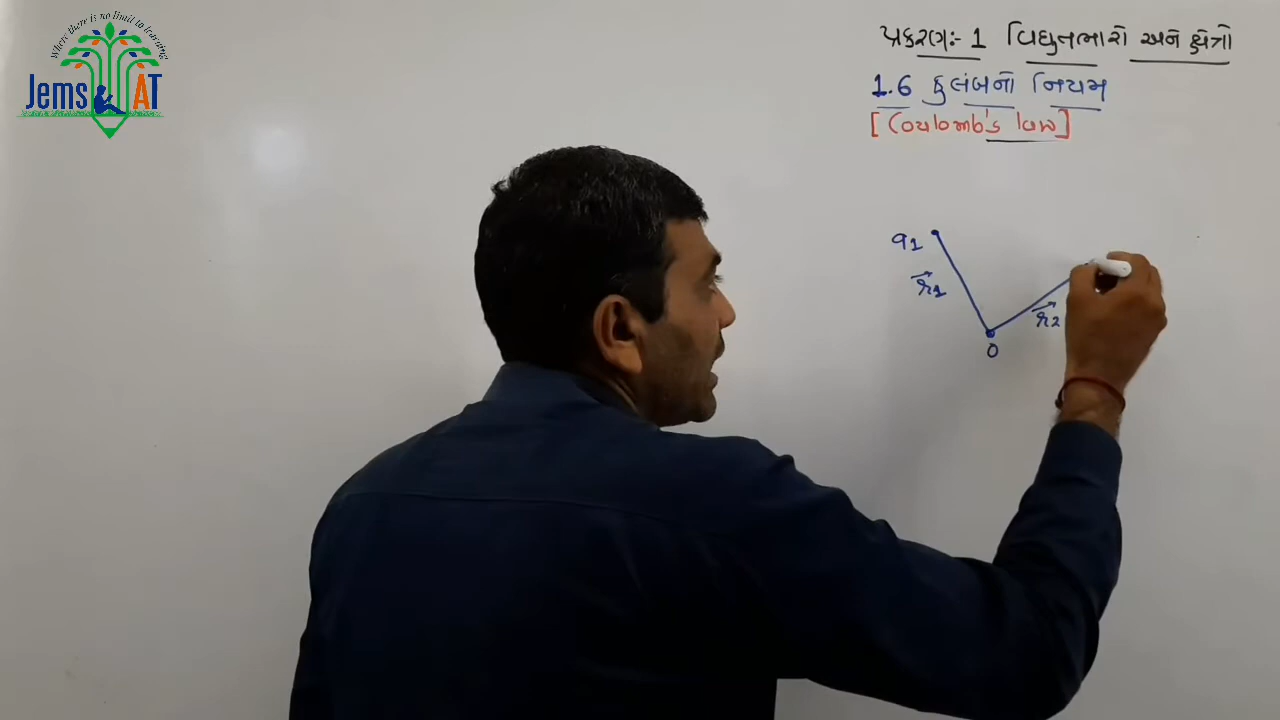 Where there is no limit to learning
Jems&AT
પ્રકરણ:- 1 વિદ્યુતભારો અને ક્ષેત્રો
1.6 કુલંબનો નિયમ
[Coulomb's law]
q1
r1
r2
O